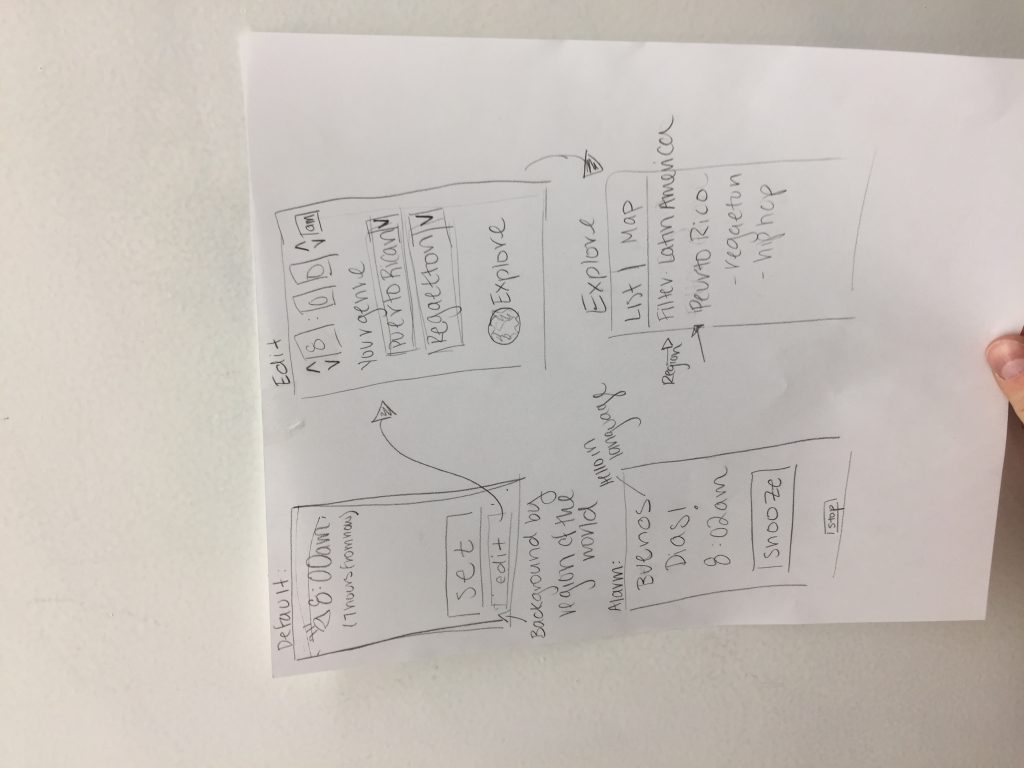 Default:
8:00am
(7 hours from now)
set
edit
Background by
region of the
world
Edit
8 : 0 0 am
your genre
Puerto Rican
Reggaeton
Explore
Alarm:
Hello in
language
Buenos
Dias!
8:02am
snooze
stop
Explore
List | Map
Filter: Latin America
Region
Puerto Rico
- reggaeton
- hip hop